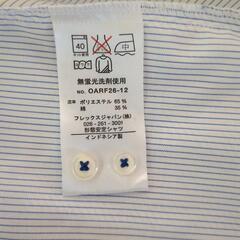 40
中
無蛍光洗剤使用
NO. OARF26-12
ポリエステル 65 %
綿 35 %
フレックスジャパン(株)
026-261-3001
形態安定シャツ
インドネシア製